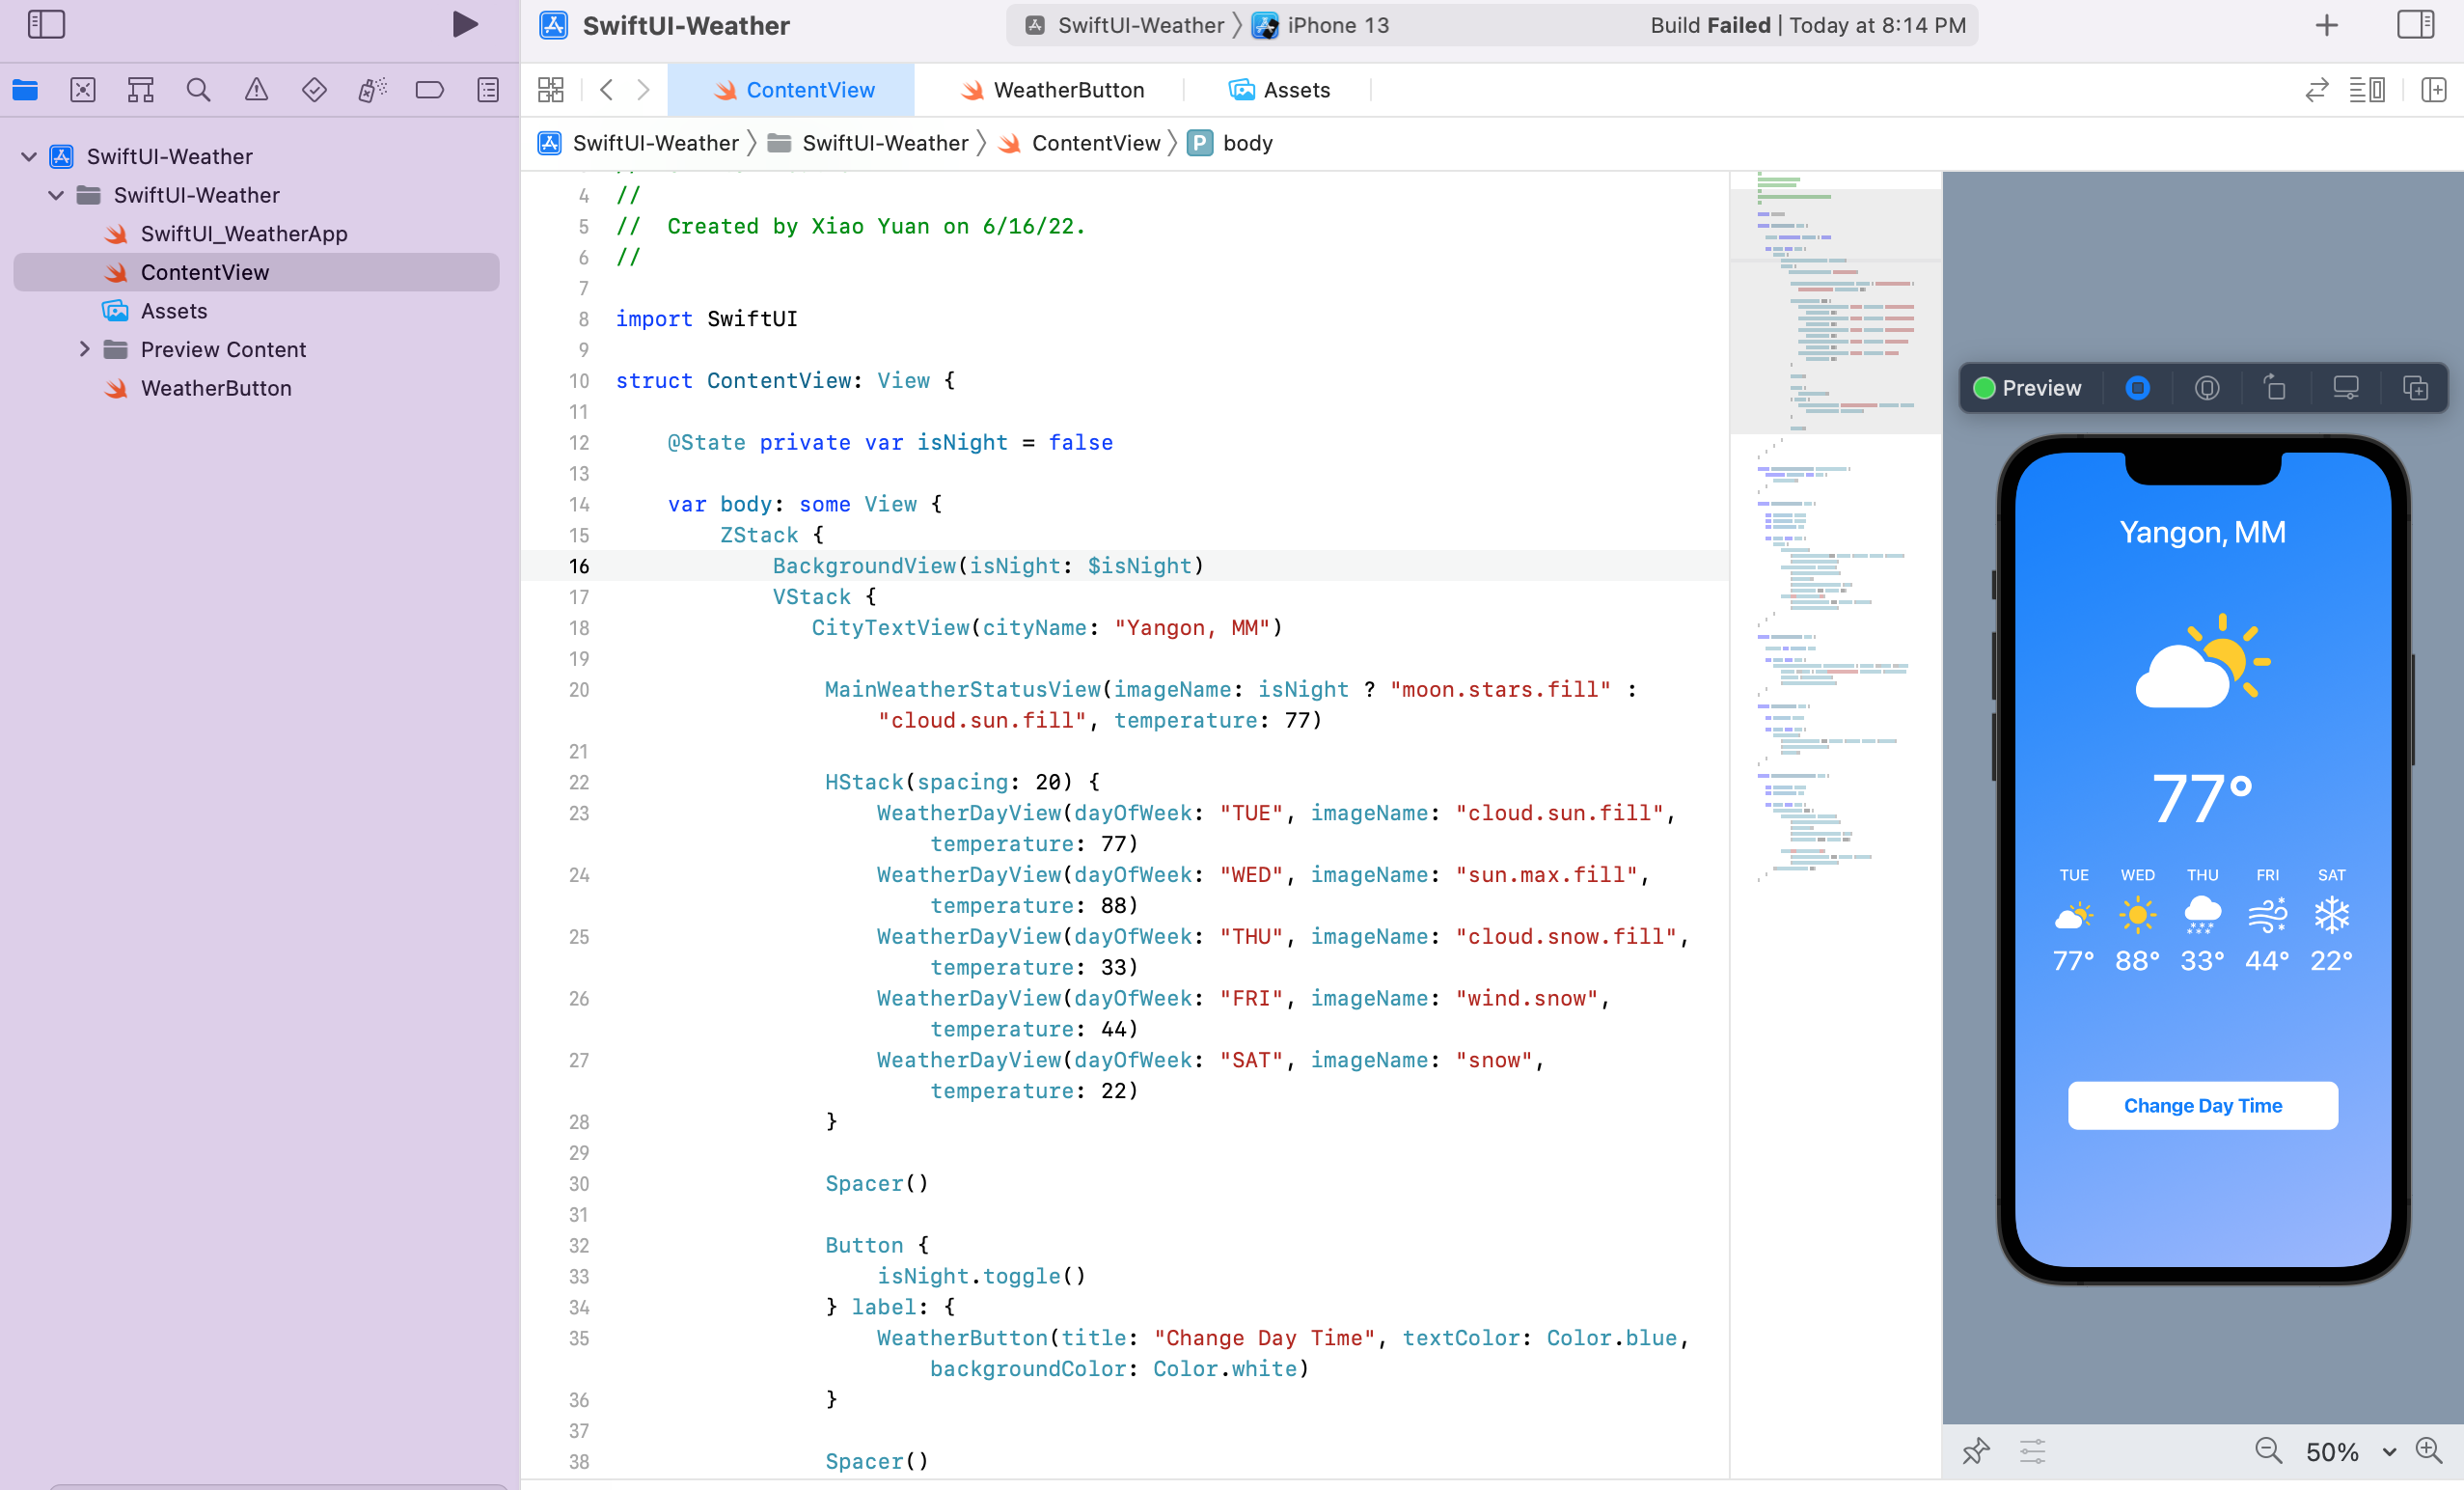 SwiftUI-Weather
SwiftUI-Weather
iPhone 13
Build Failed | Today at 8:14 PM
ContentView
WeatherButton
Assets
SwiftUI-Weather
SwiftUI-Weather
ContentView
P
body
SwiftUI-Weather
SwiftUI-Weather
SwiftUI_WeatherApp
ContentView
Assets
Preview Content
WeatherButton
4 //
5 //  Created by Xiao Yuan on 6/16/22.
6 //
7
8 import SwiftUI
9
10 struct ContentView: View {
11
12 @State private var isNight = false
13
14 var body: some View {
15 ZStack {
16 BackgroundView(isNight: $isNight)
17 VStack {
18 CityTextView(cityName: "Yangon, MM")
19
20 MainWeatherStatusView(imageName: isNight ? "moon.stars.fill" :
"cloud.sun.fill", temperature: 77)
21
22 HStack(spacing: 20) {
23 WeatherDayView(dayOfWeek: "TUE", imageName: "cloud.sun.fill",
temperature: 77)
24 WeatherDayView(dayOfWeek: "WED", imageName: "sun.max.fill",
temperature: 88)
25 WeatherDayView(dayOfWeek: "THU", imageName: "cloud.snow.fill",
temperature: 33)
26 WeatherDayView(dayOfWeek: "FRI", imageName: "wind.snow",
temperature: 44)
27 WeatherDayView(dayOfWeek: "SAT", imageName: "snow",
temperature: 22)
28 }
29
30 Spacer()
31
32 Button {
33 isNight.toggle()
34 } label: {
35 WeatherButton(title: "Change Day Time", textColor: Color.blue,
backgroundColor: Color.white)
36 }
37
38 Spacer()
Preview
Yangon, MM
77°
TUE WED THU FRI SAT
77° 88° 33° 44° 22°
Change Day Time
50%